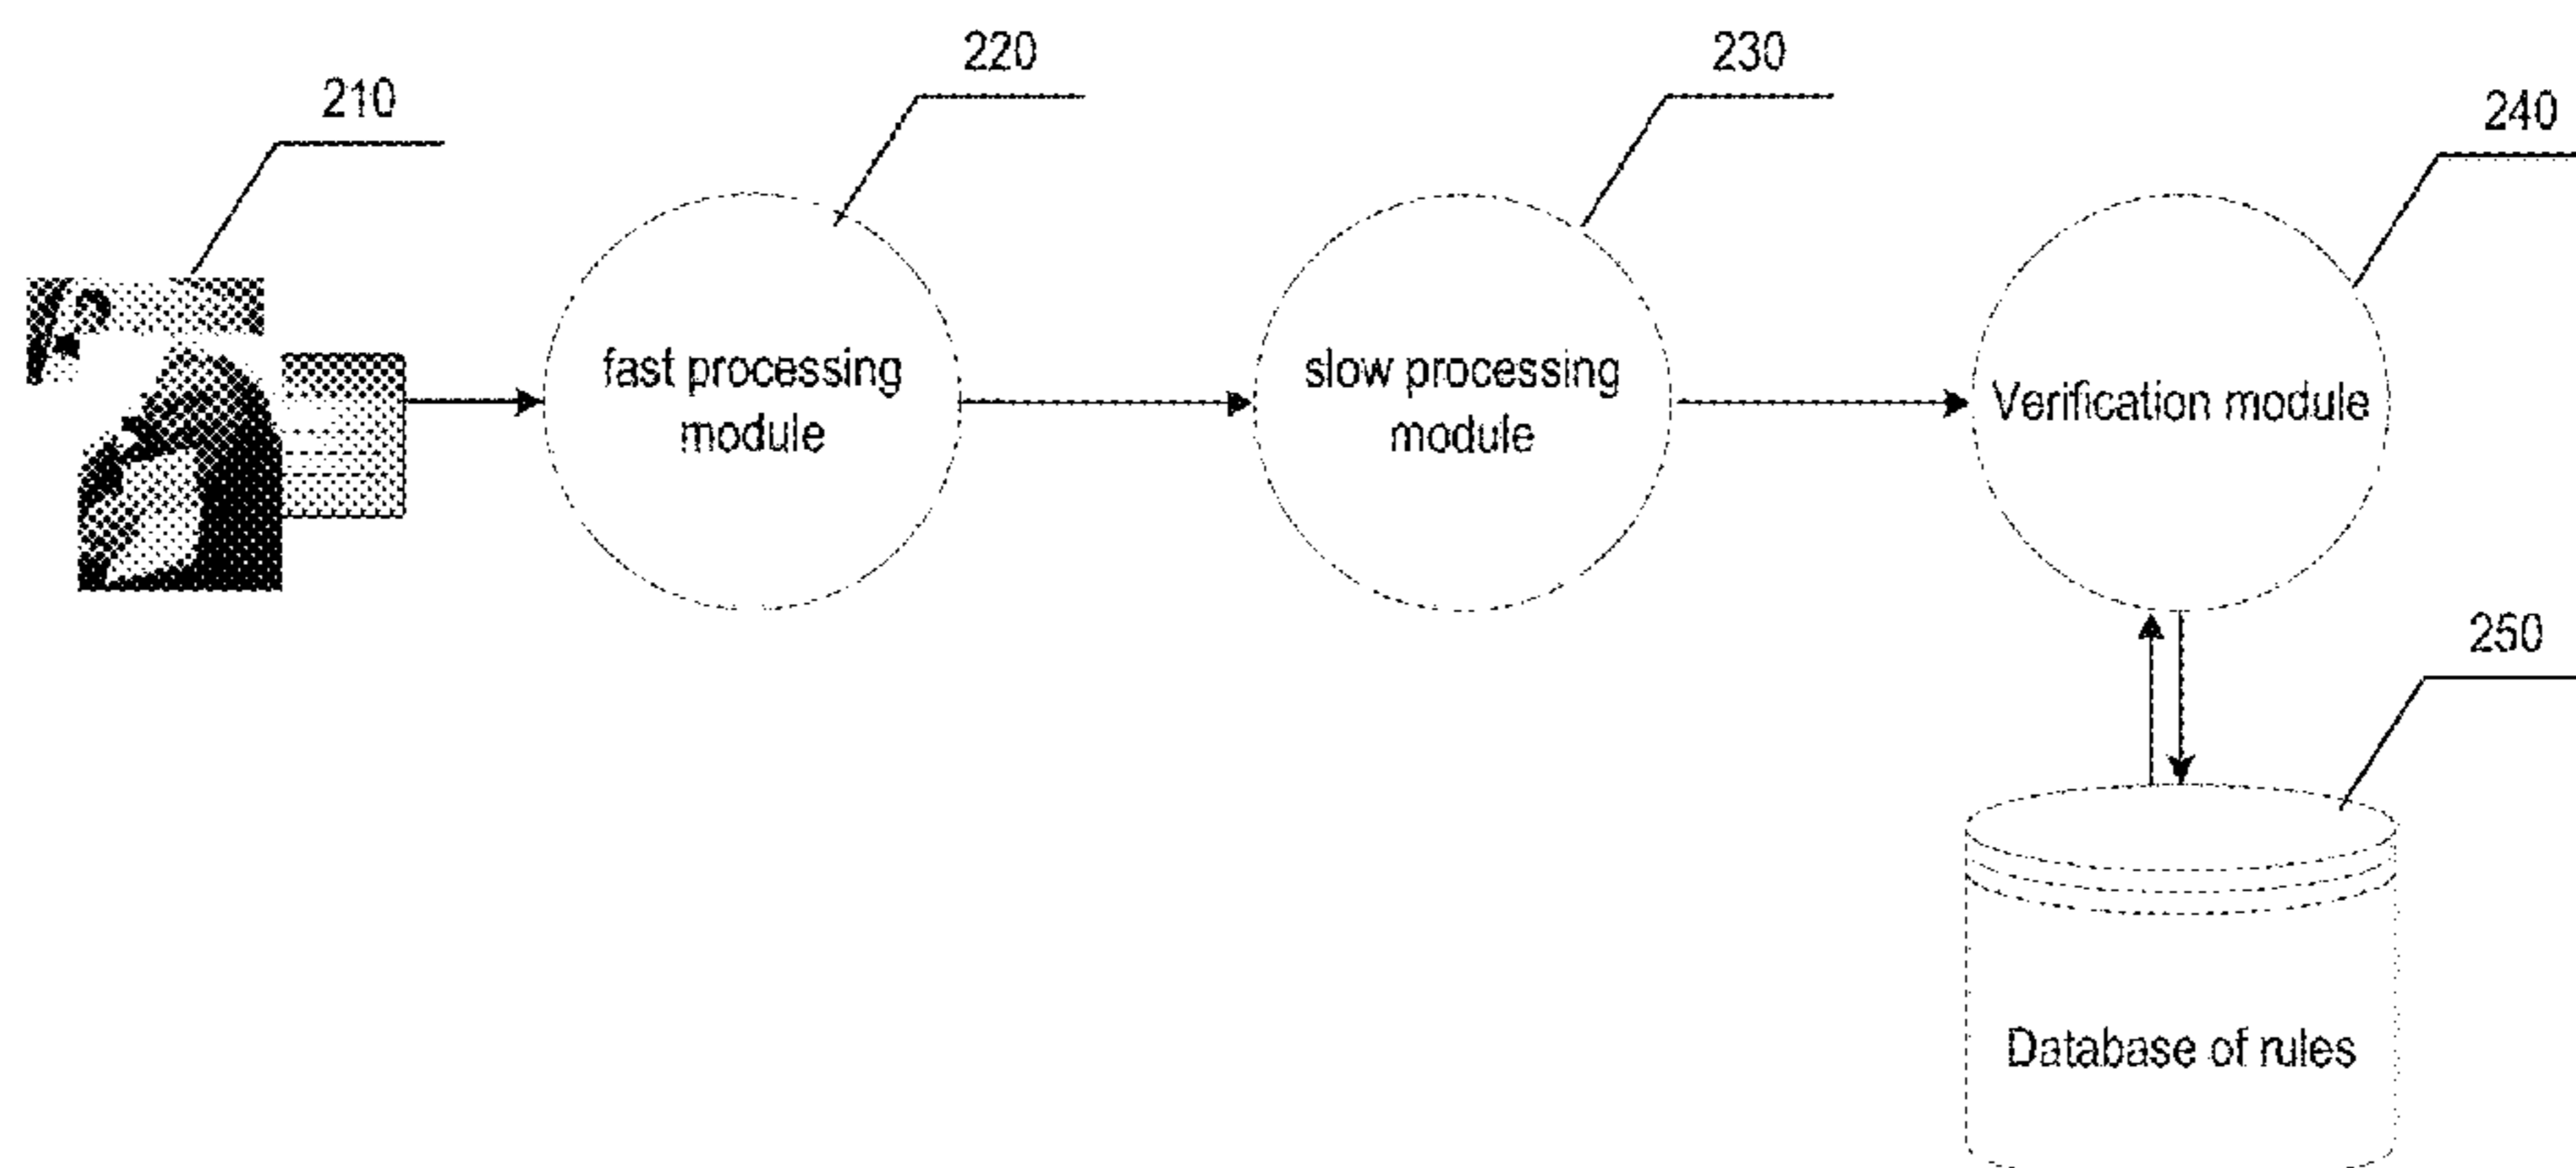 220
230
210
240
fast processing
module
slow processing
module
Verification module
250
Database of rules